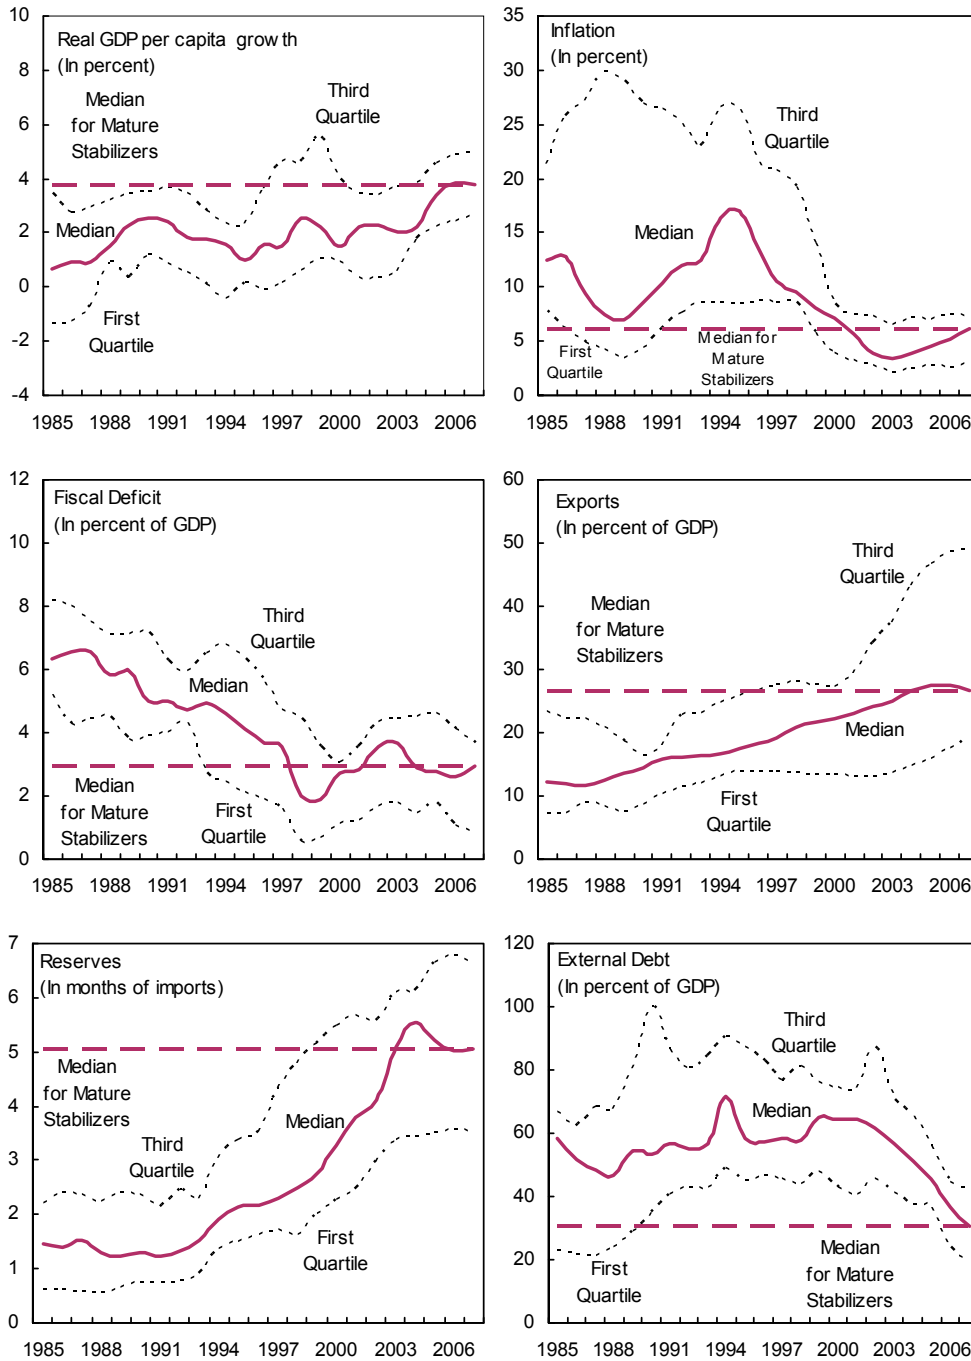 Real GDP per capita growth
(In percent)
10
8
6
4
2
0
-2
-4
Median
for Mature
Stabilizers
Third
Quartile
Median
First
Quartile
1985 1988 1991 1994 1997 2000 2003 2006
Inflation
(In percent)
35
30
25
20
15
10
5
0
Third
Quartile
Median
First
Quartile
Median for
Mature
Stabilizers
1985 1988 1991 1994 1997 2000 2003 2006
Fiscal Deficit
(In percent of GDP)
12
10
8
6
4
2
0
Third
Quartile
Median
Median
for Mature
Stabilizers
First
Quartile
1985 1988 1991 1994 1997 2000 2003 2006
Exports
(In percent of GDP)
60
50
40
30
20
10
0
Third
Quartile
Median
for Mature
Stabilizers
Median
First
Quartile
1985 1988 1991 1994 1997 2000 2003 2006
Reserves
(In months of imports)
7
6
5
4
3
2
1
0
Median
for Mature
Stabilizers
Third
Quartile
Median
First
Quartile
1985 1988 1991 1994 1997 2000 2003 2006
External Debt
(In percent of GDP)
120
100
80
60
40
20
0
Third
Quartile
Median
First
Quartile
Median
for Mature
Stabilizers
1985 1988 1991 1994 1997 2000 2003 2006